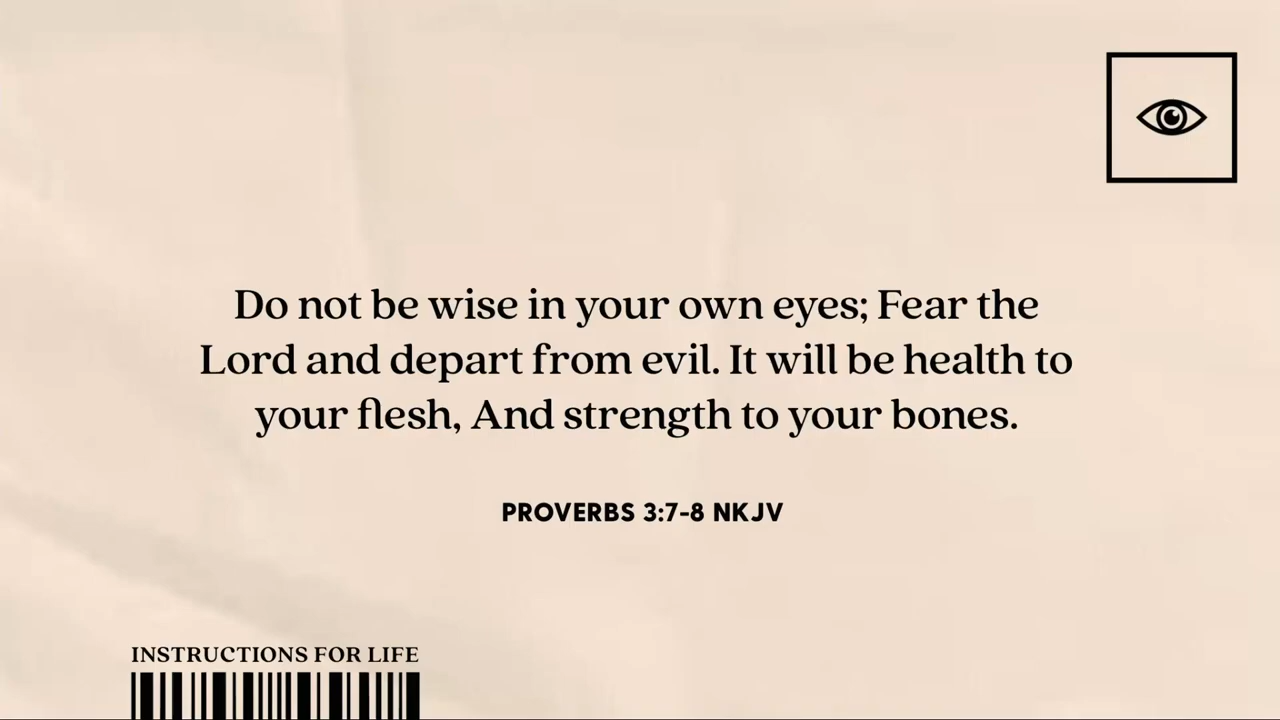 Do not be wise in your own eyes; Fear the
Lord and depart from evil. It will be health to
your flesh, And strength to your bones.
PROVERBS 3:7-8 NKJV
INSTRUCTIONS FOR LIFE